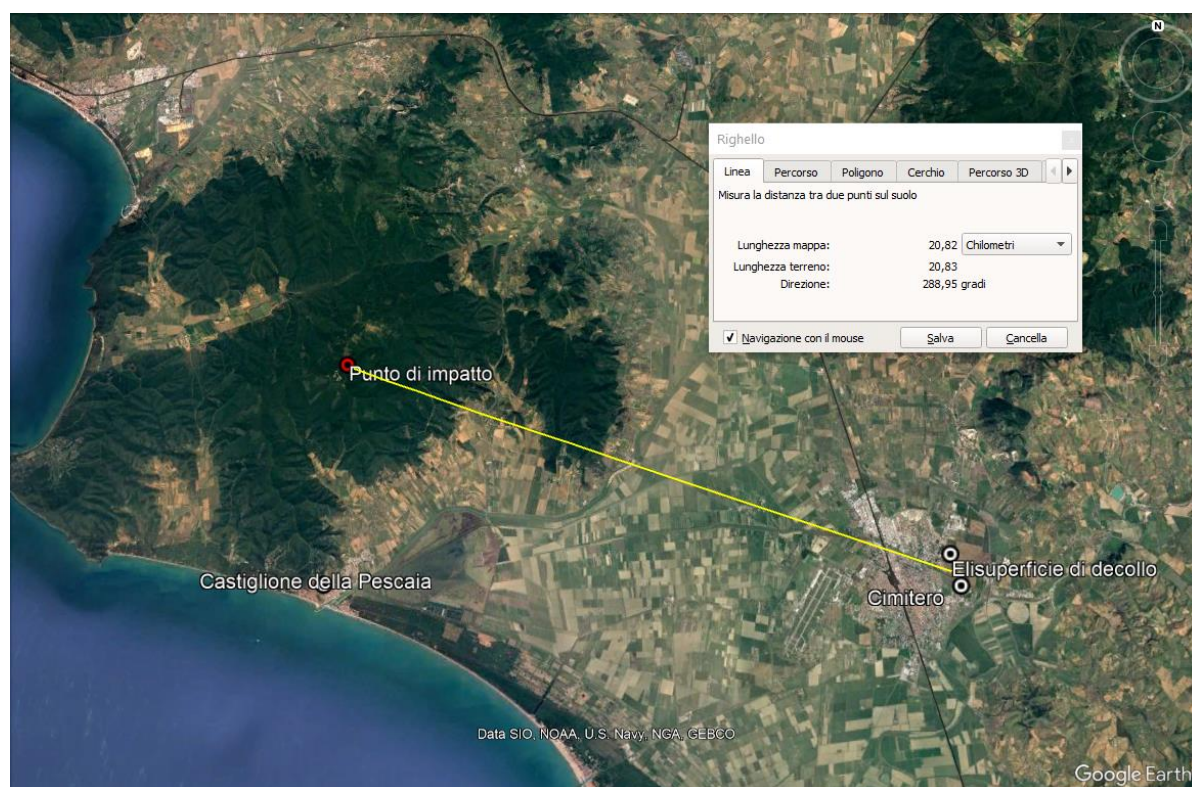 N
Righello
Linea Percorso Poligono Cerchio Percorso 3D
Misura la distanza tra due punti sul suolo
Lunghezza mappa: 20,82 Chilometri
Lunghezza terreno: 20,83
Direzione: 288,95 gradi
Navigazione con il mouse Salva Cancella
Punto di impatto
Elisuperficie di decollo
Castiglione della Pescaia
Cimitero
Data SIO, NOAA, U.S. Navy, NGA, GEBCO
Google Earth